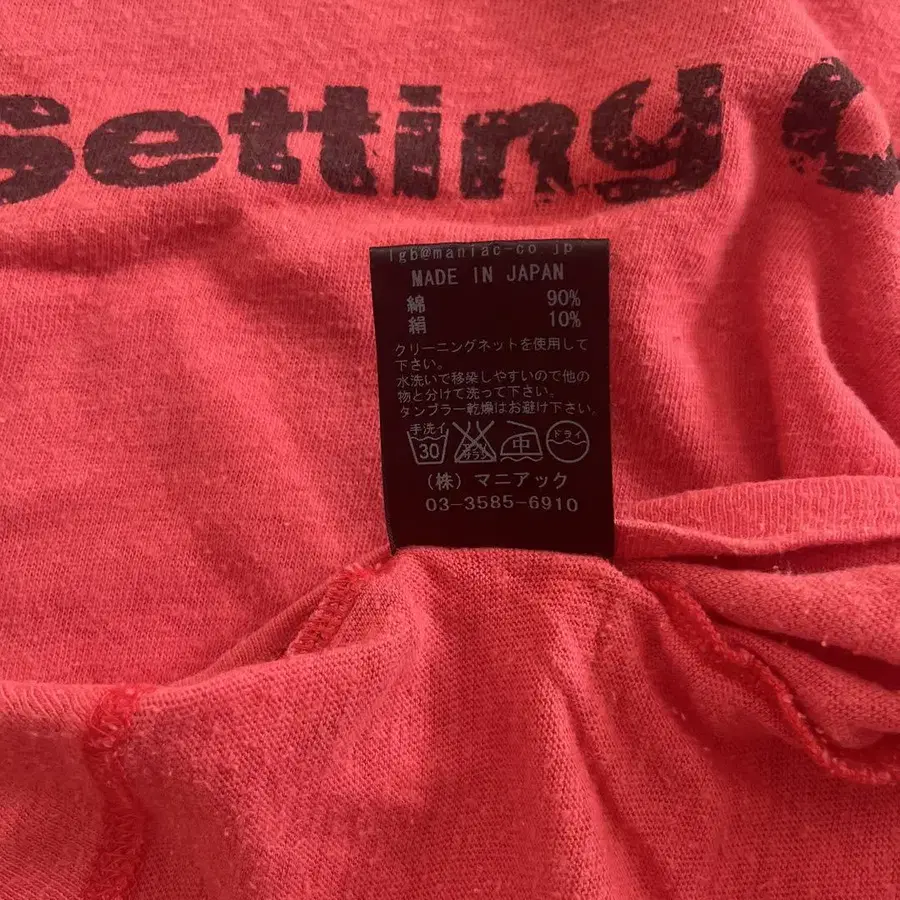 Setting
lgb@maniac-co jp
MADE IN JAPAN
綿 90%
絹 10%
クリーニングネットを使用して
下さい。
水洗いで移染しやすいので他の
物と分けて洗って下さい。
タンブラー乾燥はお避け下さい。
手洗イ
30 中 ドライ
(株) マニアック
03-3585-6910